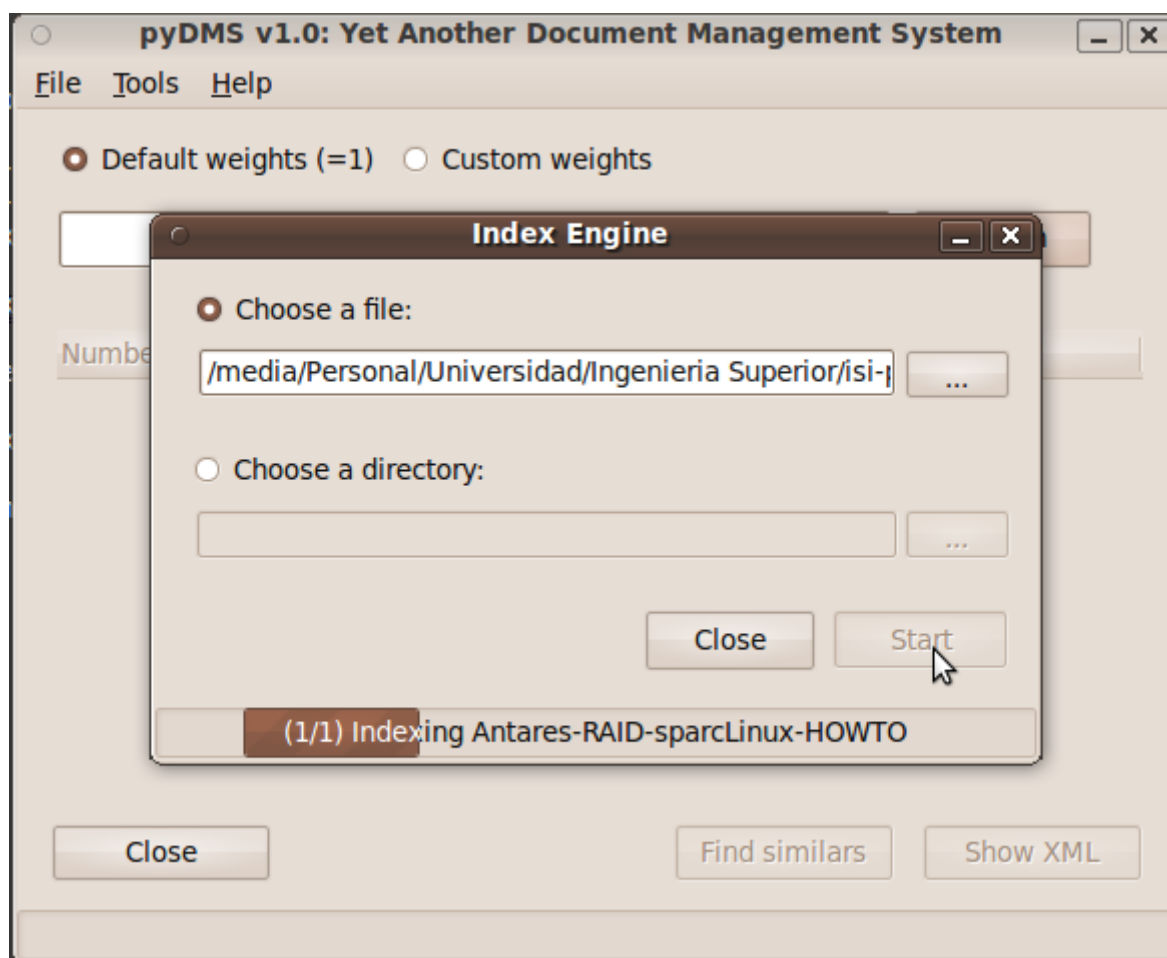 pyDMS v1.0: Yet Another Document Management System
File Tools Help
Default weights (=1) Custom weights
Index Engine
Choose a file:
/media/Personal/Universidad/Ingenieria Superior/isi-
...
Choose a directory:
...
Close Start
(1/1) Indexing Antares-RAID-sparcLinux-HOWTO
Close Find similars Show XML